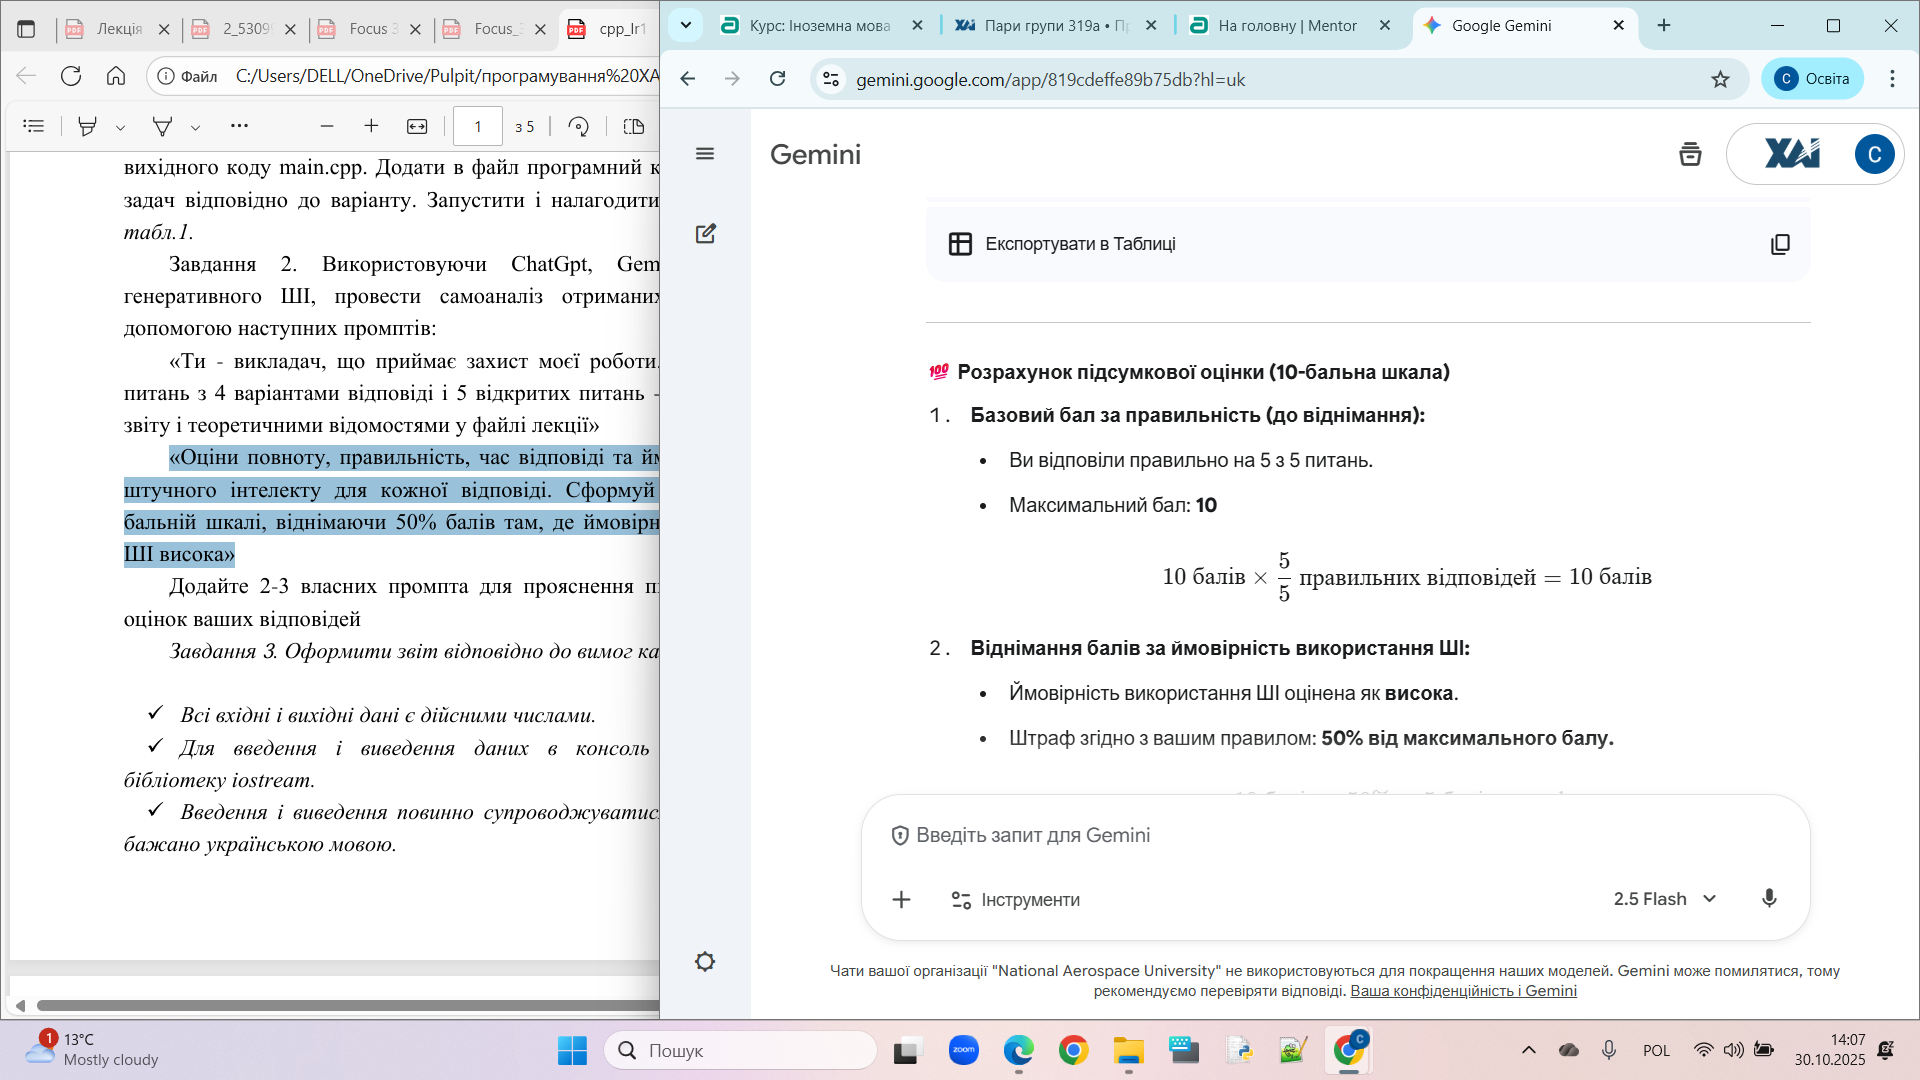 Лекція
2_5309
Focus 3
Focus_3
cpp_lr1
Файл
C:/Users/DELL/OneDrive/Pulpit/програмування%20XA
1
з 5
вихідного коду main.cpp. Додати в файл програмний к
задач відповідно до варіанту. Запустити і налагодити
табл.1.
Завдання 2. Використовуючи ChatGpt, Gem
генеративного ШІ, провести самоаналіз отриманих
допомогою наступних промптів:
«Ти - викладач, що приймає захист моєї роботи.
питань з 4 варіантами відповіді і 5 відкритих питань -
звіту і теоретичними відомостями у файлі лекції»
«Оціни повноту, правильність, час відповіді та йм
штучного інтелекту для кожної відповіді. Сформуй
бальній шкалі, віднімаючи 50% балів там, де ймовірн
ШІ висока»
Додайте 2-3 власних промпта для прояснення
оцінок ваших відповідей
Завдання 3. Оформити звіт відповідно до вимог ка
✓ Всі вхідні і вихідні дані є дійсними числами.
✓ Для введення і виведення даних в консоль
бібліотеку iostream.
✓ Введення і виведення повинно супроводжуватис
бажано українською мовою.
Курс: Іноземна мова
Пари групи 319а • Пр
На головну | Mentor
Google Gemini
gemini.google.com/app/819cdeffe89b75db?hl=uk
С
Освіта
Gemini
XAI
С
Експортувати в Таблиці
💯 Розрахунок підсумкової оцінки (10-бальна шкала)
1. Базовий бал за правильність (до віднімання):
• Ви відповіли правильно на 5 з 5 питань.
• Максимальний бал: 10
10 балів × 5/5 правильних відповідей = 10 балів
2. Віднімання балів за ймовірність використання ШІ:
• Ймовірність використання ШІ оцінена як висока.
• Штраф згідно з вашим правилом: 50% від максимального балу.
Введіть запит для Gemini
Інструменти
2.5 Flash
Чати вашої організації "National Aerospace University" не використовуються для покращення наших моделей. Gemini може помилятися, тому
рекомендуємо перевіряти відповіді. Ваша конфіденційність і Gemini
1
13°C
Mostly cloudy
Пошук
zoom
C
POL
14:07
30.10.2025